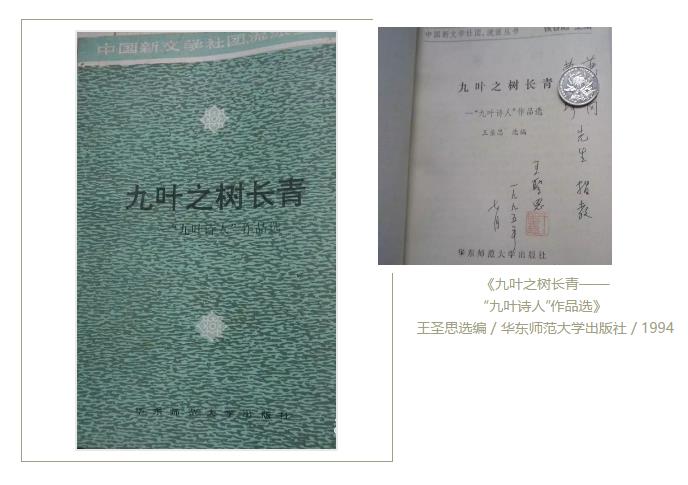 中国新文学社团、流派
九叶之树长青
—“九叶诗人”作品选
华东师范大学出版社
中国新文学社团、流派丛书
九叶之树长青
—“九叶诗人”作品选
王圣思 选编
先生 指教
王圣思
一九九五年
七月
华东师范大学出版社
《九叶之树长青——
“九叶诗人”作品选》
王圣思选编 / 华东师范大学出版社 / 1994